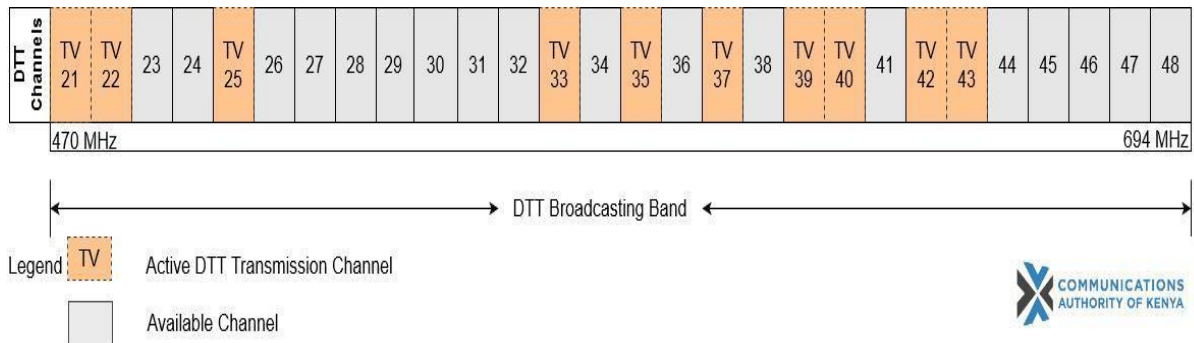 DTT
Channels
TV
21
TV
22
23
24
TV
25
26
27
28
29
30
31
32
TV
33
34
TV
35
36
TV
37
38
TV
39
TV
40
41
TV
42
TV
43
44
45
46
47
48
470 MHz
694 MHz
DTT Broadcasting Band
Legend
TV
Active DTT Transmission Channel
Available Channel
COMMUNICATIONS
AUTHORITY OF KENYA